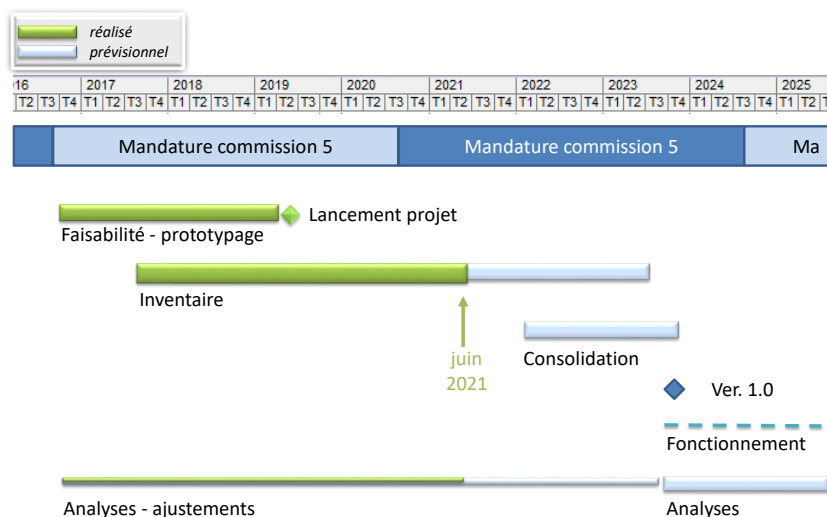 réalisé
prévisionnel
16 2017 2018 2019 2020 2021 2022 2023 2024 2025
T2 T3 T4 T1 T2 T3 T4 T1 T2 T3 T4 T1 T2 T3 T4 T1 T2 T3 T4 T1 T2 T3 T4 T1 T2 T3 T4 T1 T2 T3 T4 T1 T2 T3 T4 T1 T2 T
Mandature commission 5 Mandature commission 5 Ma
Lancement projet
Faisabilité - prototypage
Inventaire
juin
2021
Consolidation
Ver. 1.0
Fonctionnement
Analyses - ajustements Analyses